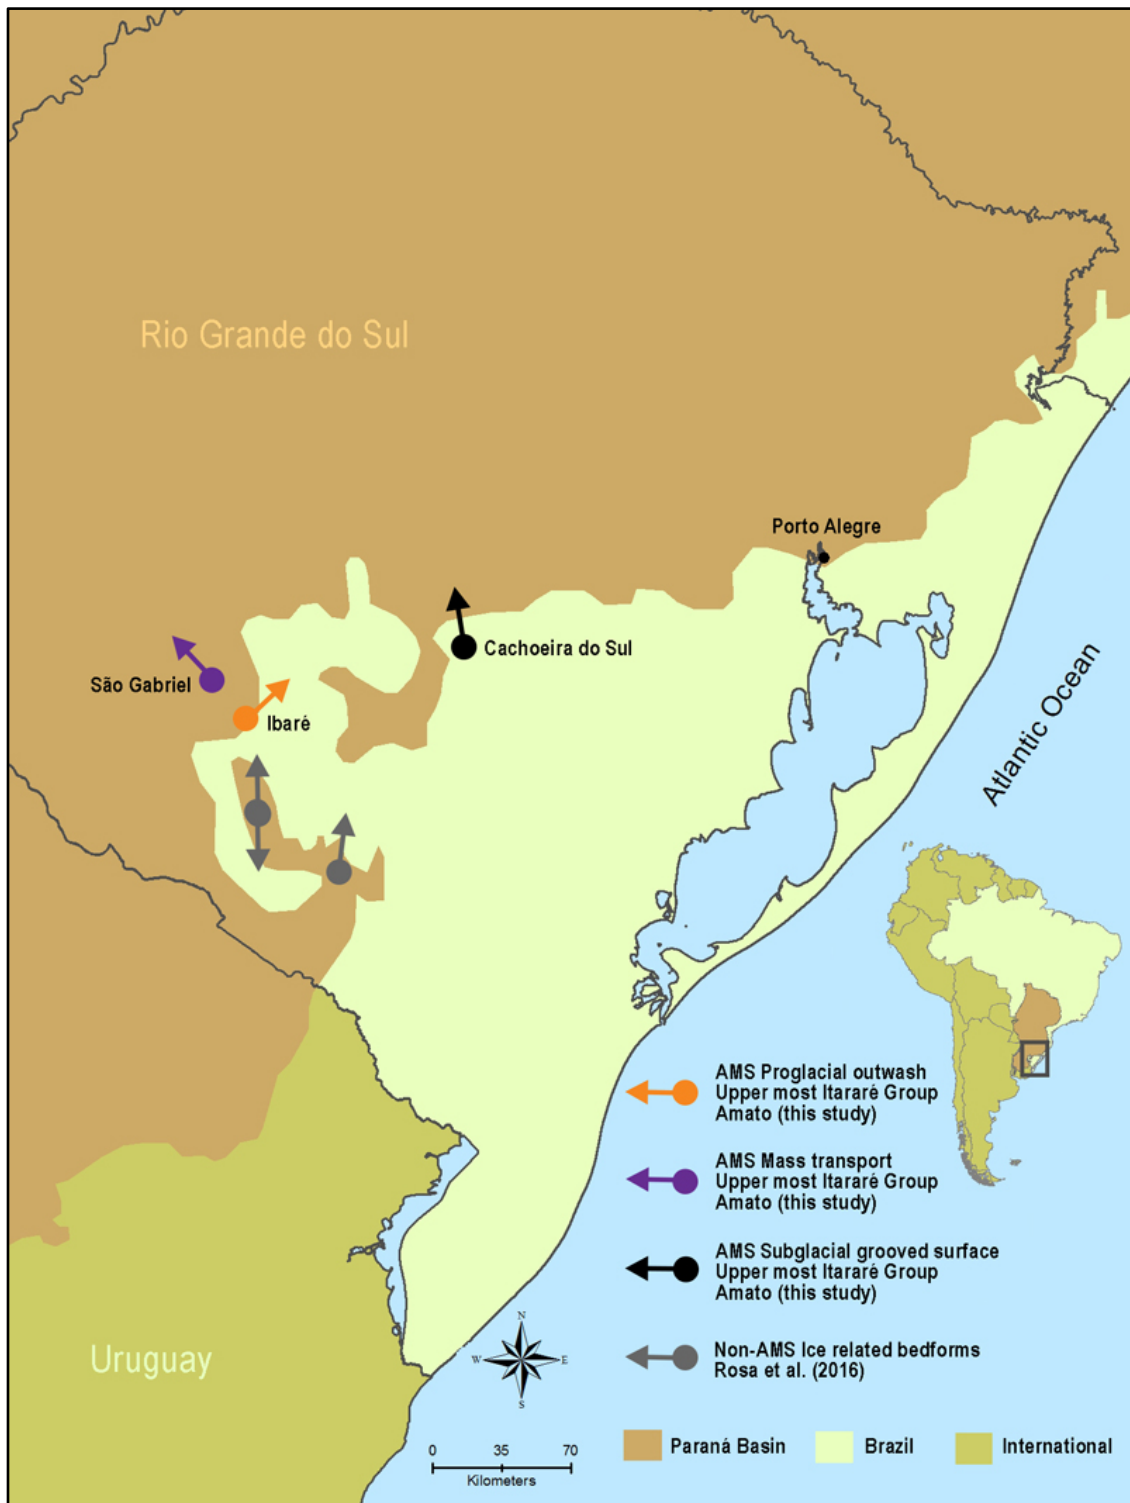 Rio Grande do Sul
Porto Alegre
Cachoeira do Sul
São Gabriel
Ibaré
Atlantic Ocean
AMS Proglacial outwash
Upper most Itararé Group
Amato (this study)
AMS Mass transport
Upper most Itararé Group
Amato (this study)
AMS Subglacial grooved surface
Upper most Itararé Group
Amato (this study)
Non-AMS Ice related bedforms
Rosa et al. (2016)
Uruguay
N
W
E
S
0 35 70
Kilometers
Paraná Basin
Brazil
International